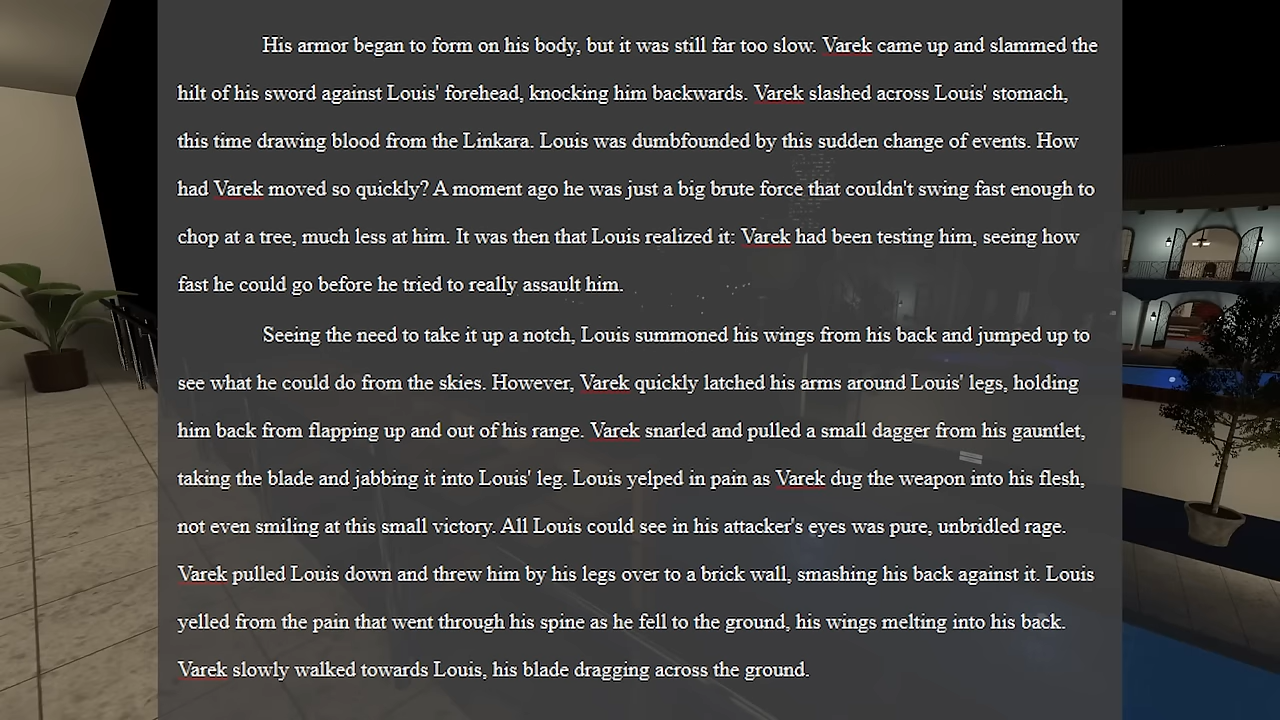 His armor began to form on his body, but it was still far too slow. Varek came up and slammed the
hilt of his sword against Louis' forehead, knocking him backwards. Varek slashed across Louis' stomach,
this time drawing blood from the Linkara. Louis was dumbfounded by this sudden change of events. How
had Varek moved so quickly? A moment ago he was just a big brute force that couldn't swing fast enough to
chop at a tree, much less at him. It was then that Louis realized it: Varek had been testing him, seeing how
fast he could go before he tried to really assault him.
Seeing the need to take it up a notch, Louis summoned his wings from his back and jumped up to
see what he could do from the skies. However, Varek quickly latched his arms around Louis' legs, holding
him back from flapping up and out of his range. Varek snarled and pulled a small dagger from his gauntlet,
taking the blade and jabbing it into Louis' leg. Louis yelped in pain as Varek dug the weapon into his flesh,
not even smiling at this small victory. All Louis could see in his attacker's eyes was pure, unbridled rage.
Varek pulled Louis down and threw him by his legs over to a brick wall, smashing his back against it. Louis
yelled from the pain that went through his spine as he fell to the ground, his wings melting into his back.
Varek slowly walked towards Louis, his blade dragging across the ground.